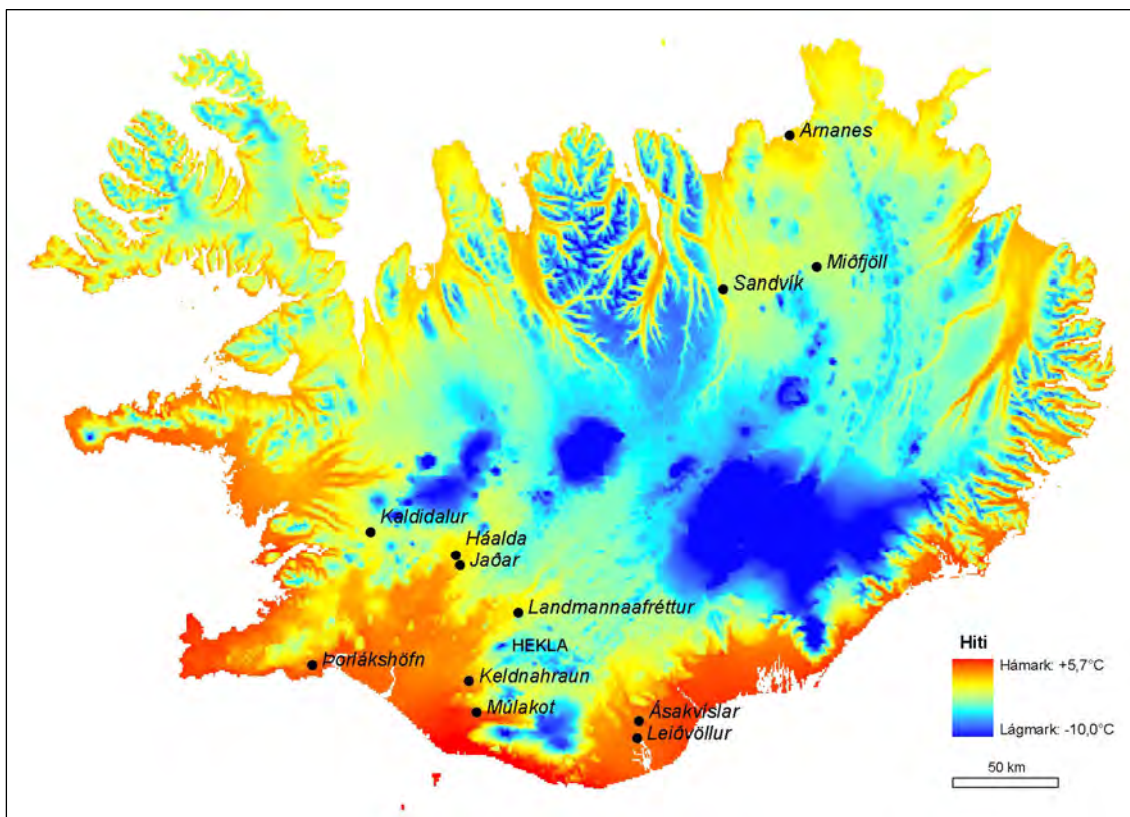 Arnanes
Miðfjöll
Sandvík
Kaldidalur
Háalda
Jaðar
Landmannaafréttur
HEKLA
Þorlákshöfn
Keldnahraun
Múlakot
Ásakvíslar
Leiðvöllur
Hiti
Hámark: +5,7°C
Lágmark: -10,0°C
50 km